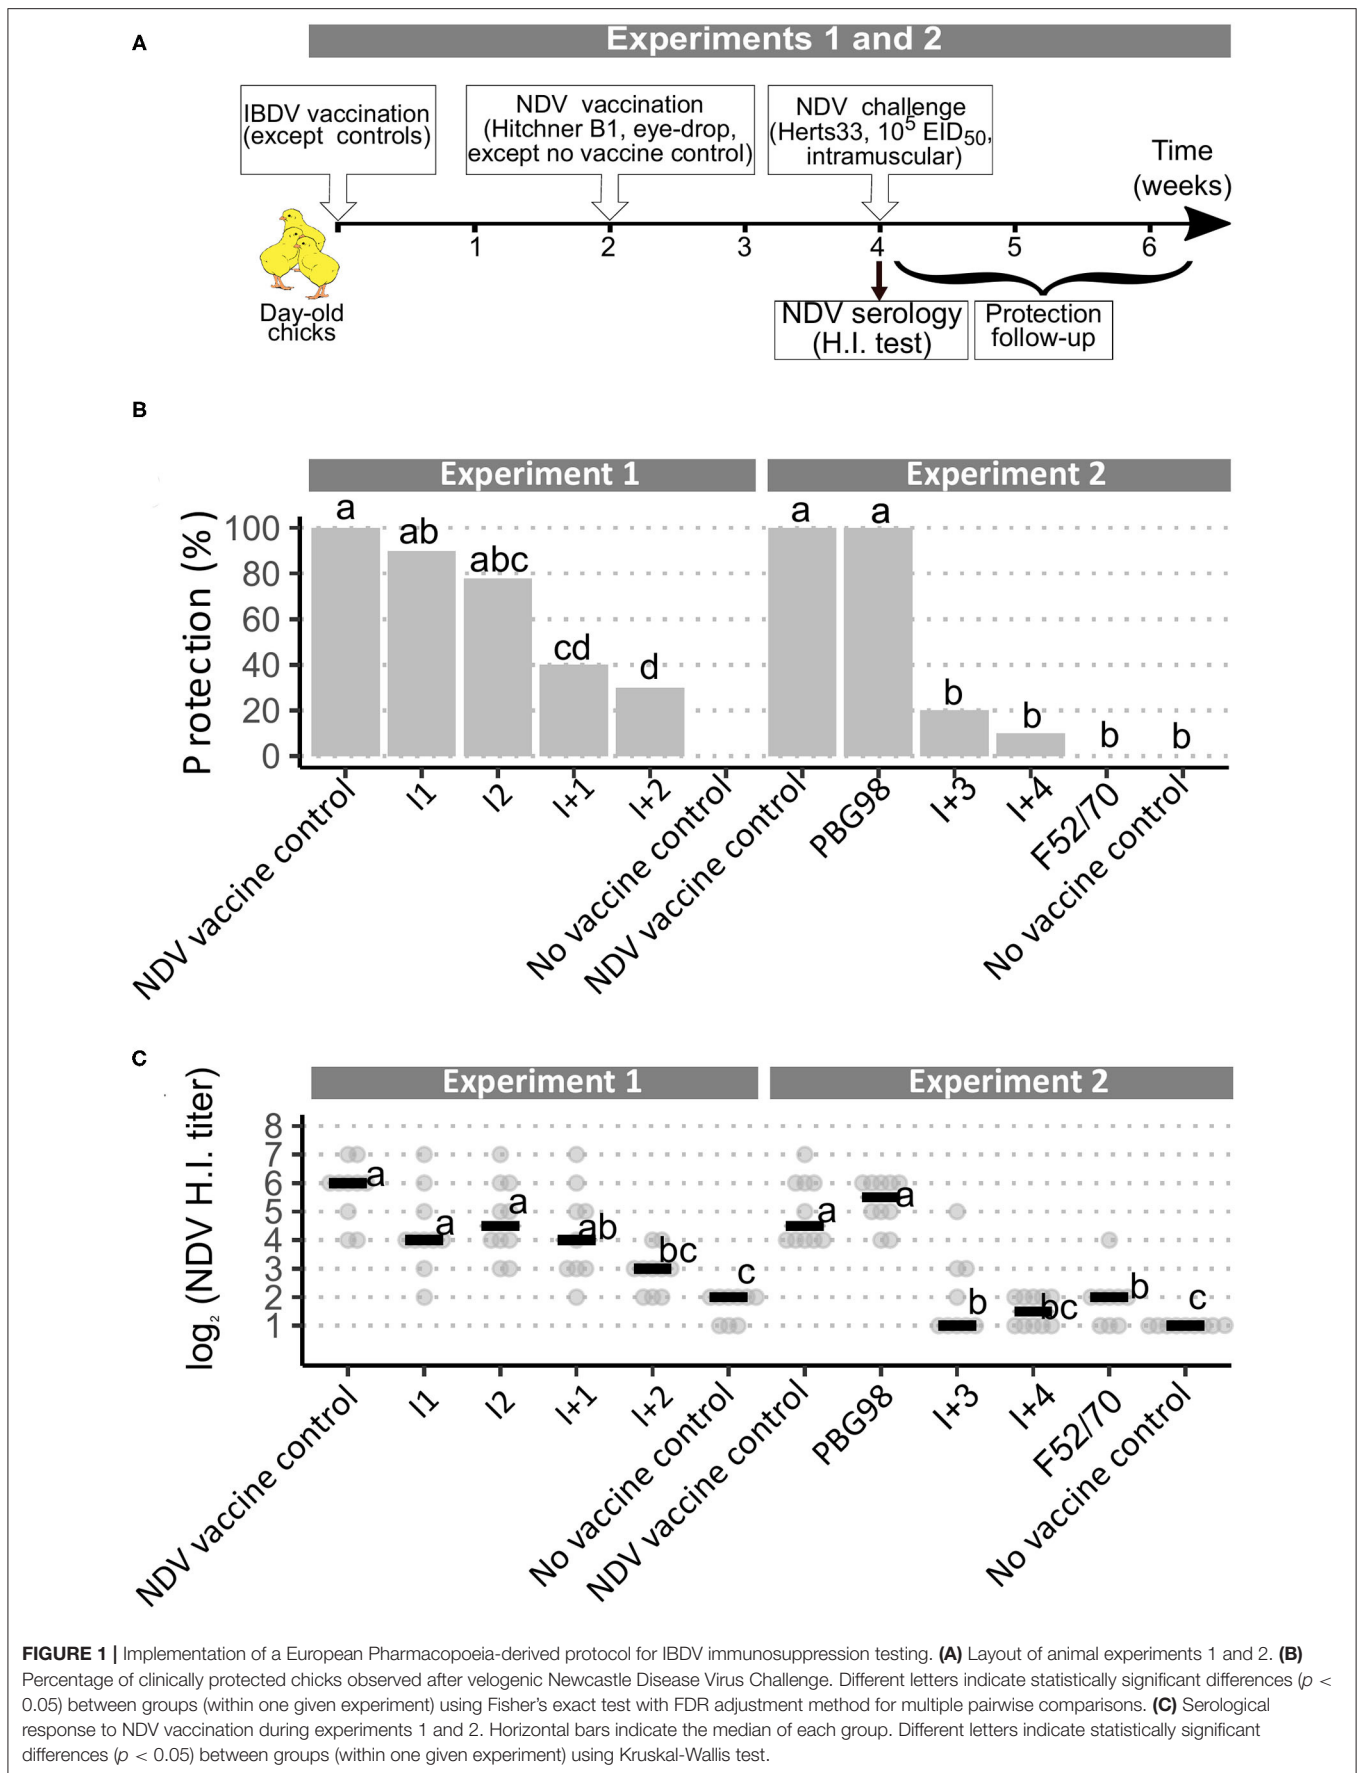 A
Experiments 1 and 2
IBDV vaccination
(except controls)
NDV vaccination
(Hitchner B1, eye-drop,
except no vaccine control)
NDV challenge
(Herts33, 10^5 EID50,
intramuscular)
Time
(weeks)
1 2 3 4 5 6
Day-old
chicks
NDV serology
(H.I. test)
Protection
follow-up
B
Experiment 1 Experiment 2
Protection (%)
100
80
60
40
20
0
a ab abc cd d a a b b b b
NDV vaccine control I1 I2 I+1 I+2 No vaccine control NDV vaccine control PBG98 I+3 I+4 F52/70 No vaccine control
C
Experiment 1 Experiment 2
log2 (NDV H.I. titer)
8
7
6
5
4
3
2
1
a a a ab bc c a a b bc b c
NDV vaccine control I1 I2 I+1 I+2 No vaccine control NDV vaccine control PBG98 I+3 I+4 F52/70 No vaccine control
FIGURE 1 | Implementation of a European Pharmacopoeia-derived protocol for IBDV immunosuppression testing. (A) Layout of animal experiments 1 and 2. (B)
Percentage of clinically protected chicks observed after velogenic Newcastle Disease Virus Challenge. Different letters indicate statistically significant differences (p <
0.05) between groups (within one given experiment) using Fisher's exact test with FDR adjustment method for multiple pairwise comparisons. (C) Serological
response to NDV vaccination during experiments 1 and 2. Horizontal bars indicate the median of each group. Different letters indicate statistically significant
differences (p < 0.05) between groups (within one given experiment) using Kruskal-Wallis test.